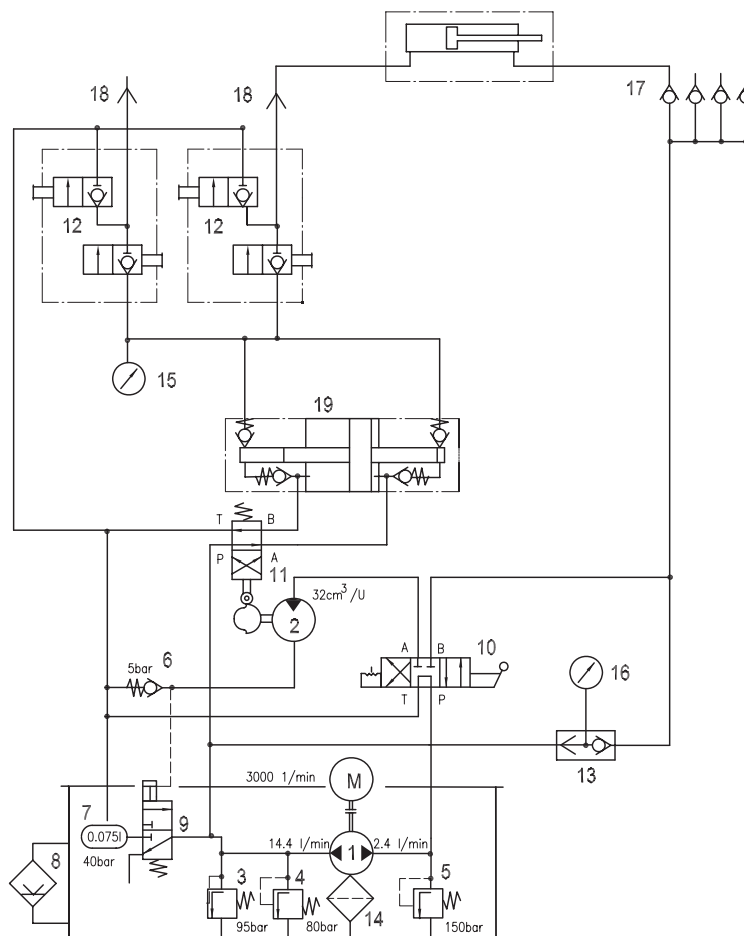 17
18 18
12 12
15
19
T B
P A
11
32cm³/U
2
A B
10
T P
6
5bar
16
13
3000 1/min
M
7
0.075l
40bar
9
8
14.4 l/min
1
2.4 l/min
3
95bar
4
80bar
14
5
150bar